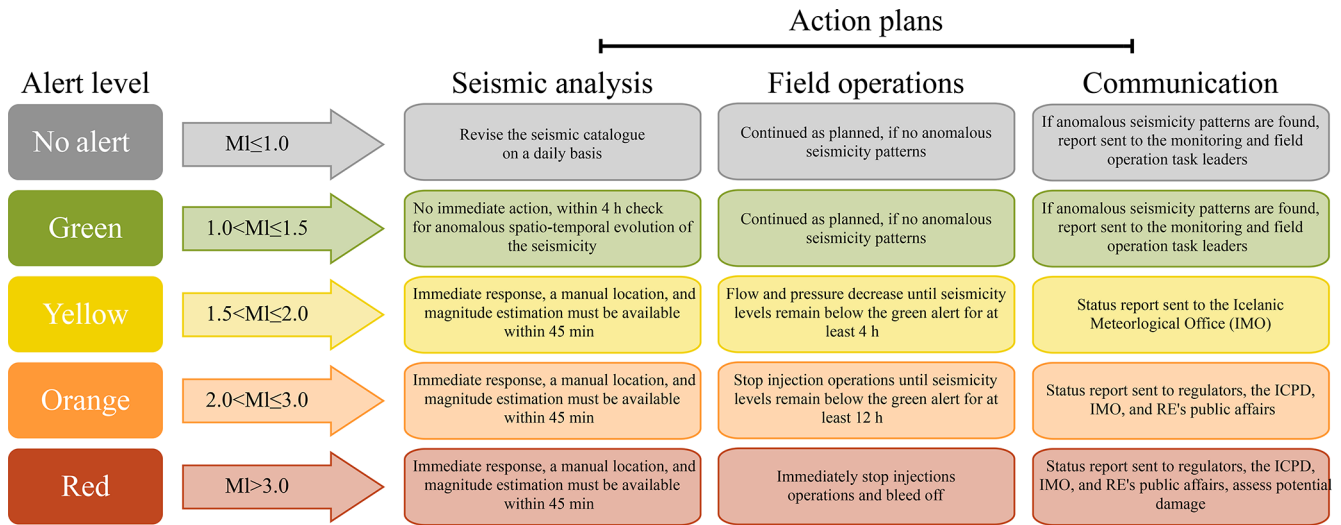 Action plans
Alert level
Seismic analysis
Field operations
Communication
No alert
Ml≤1.0
Revise the seismic catalogue
on a daily basis
Continued as planned, if no anomalous
seismicity patterns
If anomalous seismicity patterns are found,
report sent to the monitoring and field
operation task leaders
Green
1.0<Ml≤1.5
No immediate action, within 4 h check
for anomalous spatio-temporal evolution of
the seismicity
Continued as planned, if no anomalous
seismicity patterns
If anomalous seismicity patterns are found,
report sent to the monitoring and field
operation task leaders
Yellow
1.5<Ml≤2.0
Immediate response, a manual location, and
magnitude estimation must be available
within 45 min
Flow and pressure decrease until seismicity
levels remain below the green alert for
at least 4 h
Status report sent to the Icelanic
Meteorlogical Office (IMO)
Orange
2.0<Ml≤3.0
Immediate response, a manual location, and
magnitude estimation must be available
within 45 min
Stop injection operations until seismicity
levels remain below the green alert for at
least 12 h
Status report sent to regulators, the ICPD,
IMO, and RE's public affairs
Red
Ml>3.0
Immediate response, a manual location, and
magnitude estimation must be available
within 45 min
Immediately stop injections
operations and bleed off
Status report sent to regulators, the ICPD,
IMO, and RE's public affairs, assess potential
damage